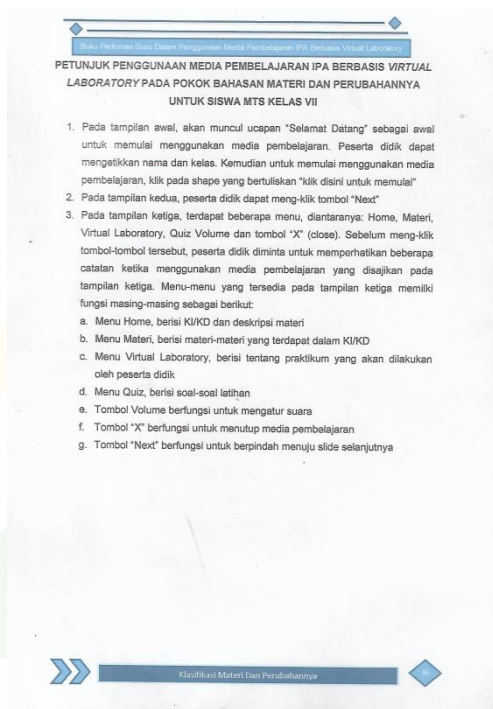 Buku Pedoman Guru Dalam Penggunaan Media Pembelajaran IPA Berbasis Virtual Laboratory
PETUNJUK PENGGUNAAN MEDIA PEMBELAJARAN IPA BERBASIS VIRTUAL
LABORATORY PADA POKOK BAHASAN MATERI DAN PERUBAHANNYA
UNTUK SISWA MTS KELAS VII
1. Pada tampilan awal, akan muncul ucapan "Selamat Datang" sebagai awal
untuk memulai menggunakan media pembelajaran. Peserta didik dapat
mengetikkan nama dan kelas. Kemudian untuk memulai menggunakan media
pembelajaran, klik pada shape yang bertuliskan "klik disini untuk memulai"
2. Pada tampilan kedua, peserta didik dapat meng-klik tombol "Next"
3. Pada tampilan ketiga, terdapat beberapa menu, diantaranya: Home, Materi,
Virtual Laboratory, Quiz Volume dan tombol "X" (close). Sebelum meng-klik
tombol-tombol tersebut, peserta didik diminta untuk memperhatikan beberapa
catatan ketika menggunakan media pembelajaran yang disajikan pada
tampilan ketiga. Menu-menu yang tersedia pada tampilan ketiga memilki
fungsi masing-masing sebagai berikut:
a. Menu Home, berisi KI/KD dan deskripsi materi
b. Menu Materi, berisi materi-materi yang terdapat dalam KI/KD
c. Menu Virtual Laboratory, berisi tentang praktikum yang akan dilakukan
oleh peserta didik
d. Menu Quiz, berisi soal-soal latihan
e. Tombol Volume berfungsi untuk mengatur suara
f. Tombol "X" berfungsi untuk menutup media pembelajaran
g. Tombol "Next" berfungsi untuk berpindah menuju slide selanjutnya
Klasifikasi Materi Dan Perubahannya